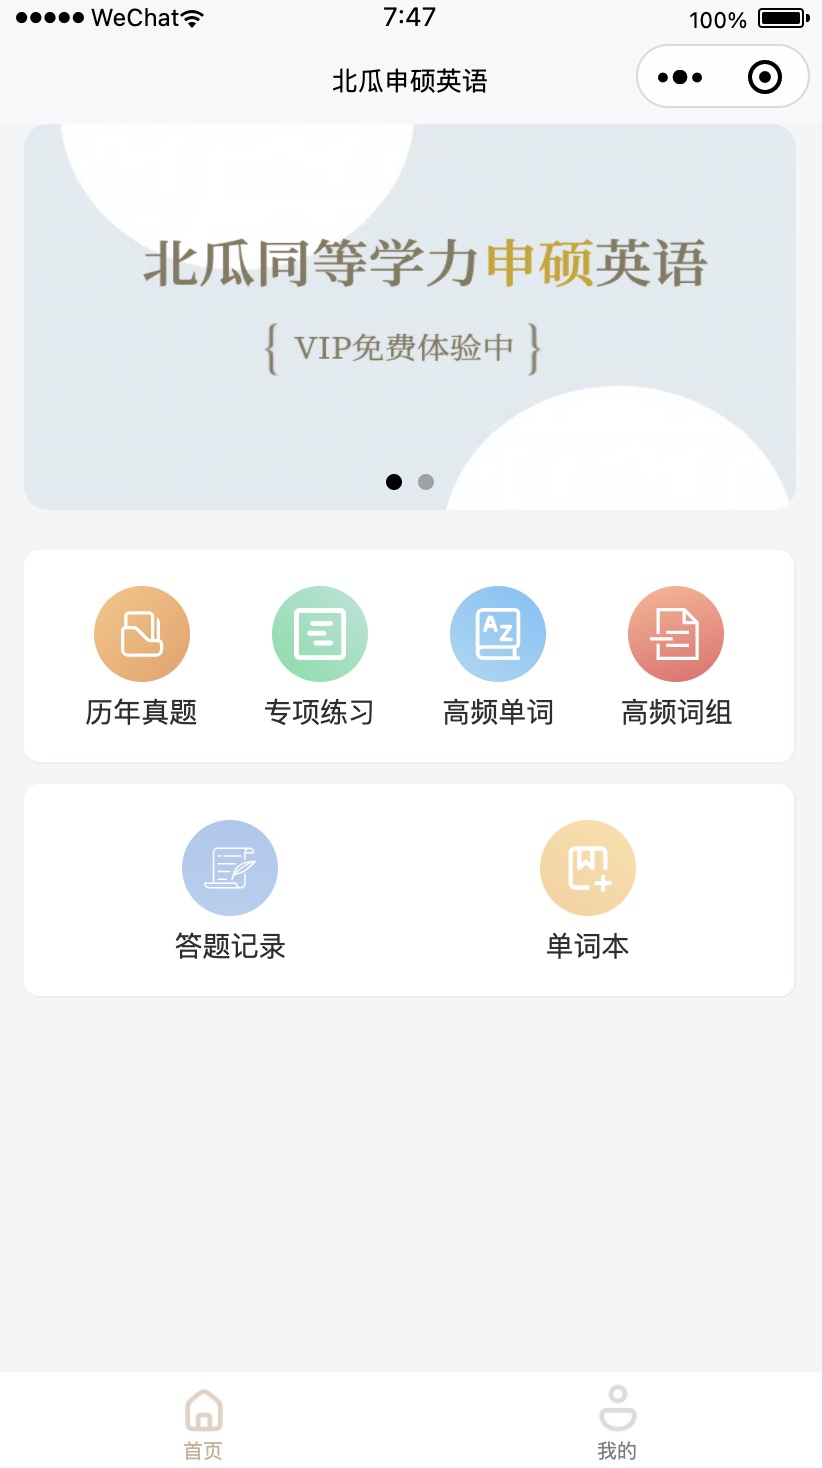 WeChat 7:47 100%
北瓜申硕英语
北瓜同等学力申硕英语
{ VIP免费体验中 }
历年真题 专项练习 高频单词 高频词组
答题记录 单词本
首页 我的